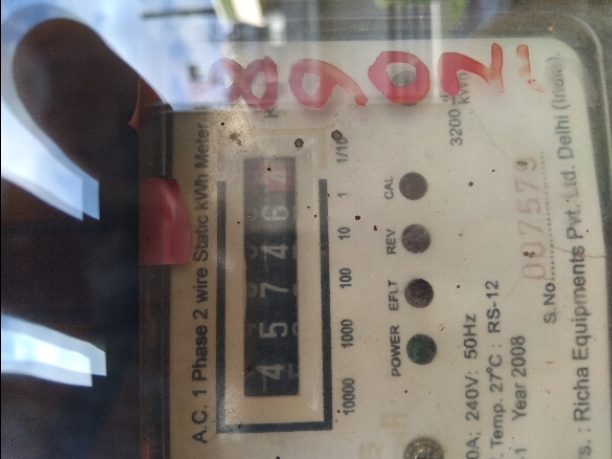 8902
A.C. 1 Phase 2 wire Static kWh Meter
4 5 7 4 6
10000 1000 100 10 1 1/10
POWER EFLT REV CAL
3200
kWh
0A; 240V: 50Hz
Temp. 27°C : RS-12
Year 2008
S.No. 007579
s. : Richa Equipments Pvt. Ltd. Delhi (India)